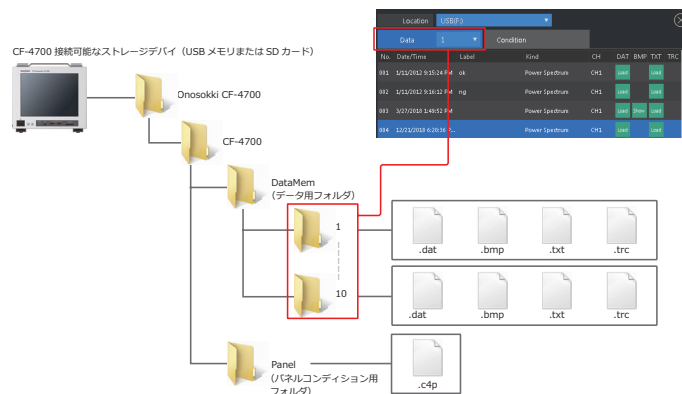 Location USB(F:)
Data 1 Condition
No. Date/Time Label Kind CH DAT BMP TXT TRC
001 1/11/2012 9:15:24 PM ok Power Spectrum CH1 Load Load
002 1/11/2012 9:16:12 PM ng Power Spectrum CH1 Load Load
003 3/27/2018 1:49:52 PM Power Spectrum CH1 Load Show Load
004 12/21/2018 6:20:36 P... Power Spectrum CH1 Load Load
CF-4700 接続可能なストレージデバイ（USB メモリまたは SD カード）
Onosokki CF-4700
CF-4700
DataMem
（データ用フォルダ）
1
.dat .bmp .txt .trc
10
.dat .bmp .txt .trc
Panel
（パネルコンディション用
フォルダ）
.c4p